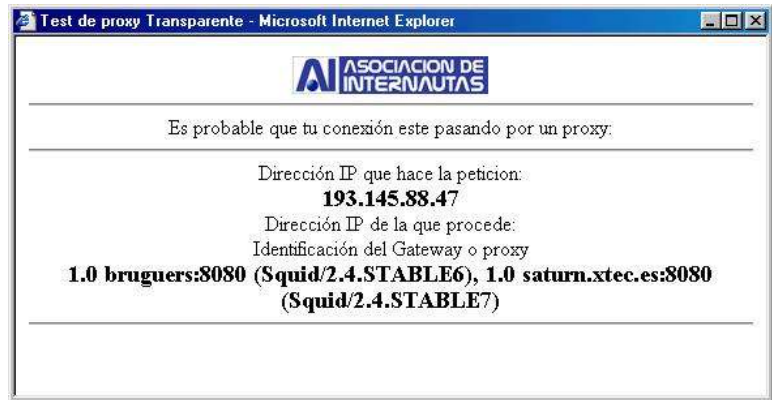 Test de proxy Transparente - Microsoft Internet Explorer
AI ASOCIACION DE
INTERNAUTAS
Es probable que tu conexión este pasando por un proxy:
Dirección IP que hace la peticion:
193.145.88.47
Dirección IP de la que procede:
Identificación del Gateway o proxy
1.0 bruguers:8080 (Squid/2.4.STABLE6), 1.0 saturn.xtec.es:8080
(Squid/2.4.STABLE7)